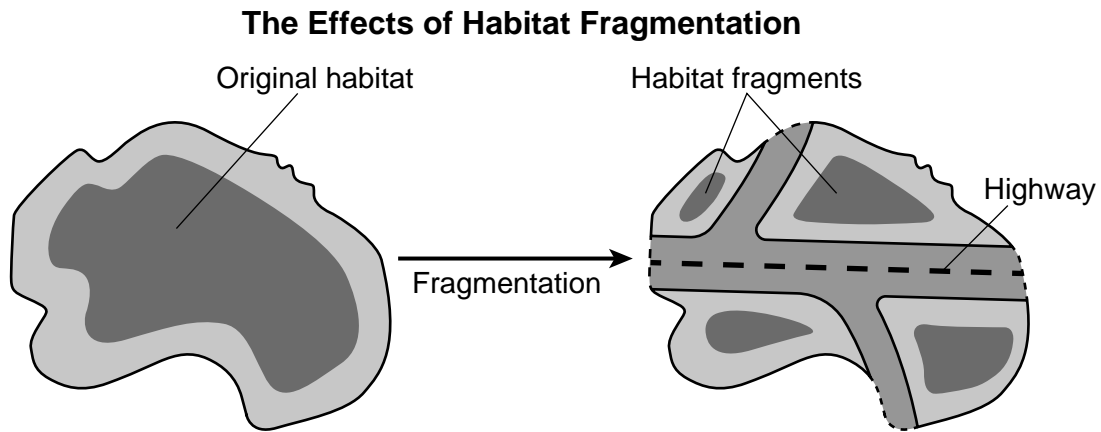 The Effects of Habitat Fragmentation
Original habitat
Habitat fragments
Highway
Fragmentation